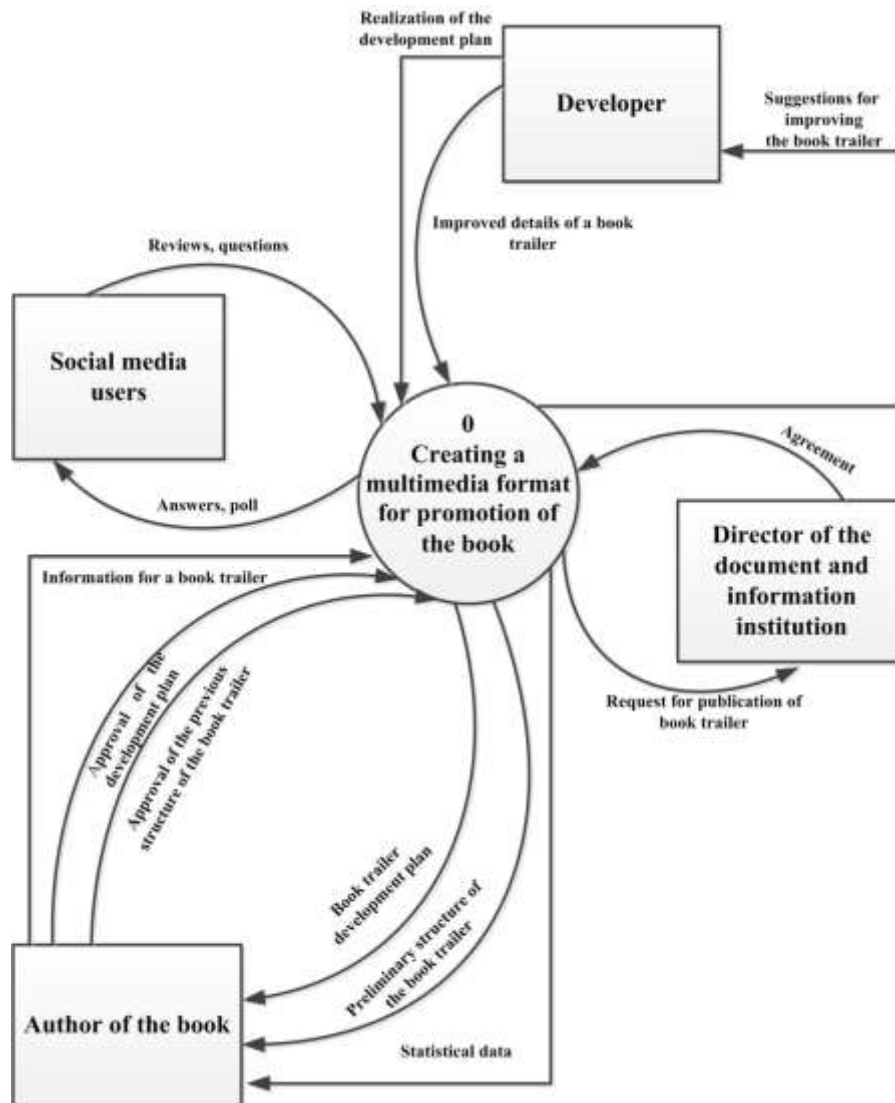 Realization of the
development plan
Developer
Suggestions for
improving
the book trailer
Improved details of a book
trailer
Reviews, questions
Social media
users
Answers, poll
0
Creating a
multimedia format
for promotion of
the book
Agreement
Director of the
document and
information
institution
Request for publication of
book trailer
Information for a book trailer
Approval of the
development plan
Approval of the previous
structure of the book trailer
Book trailer
development plan
Preliminary structure of
the book trailer
Author of the book
Statistical data